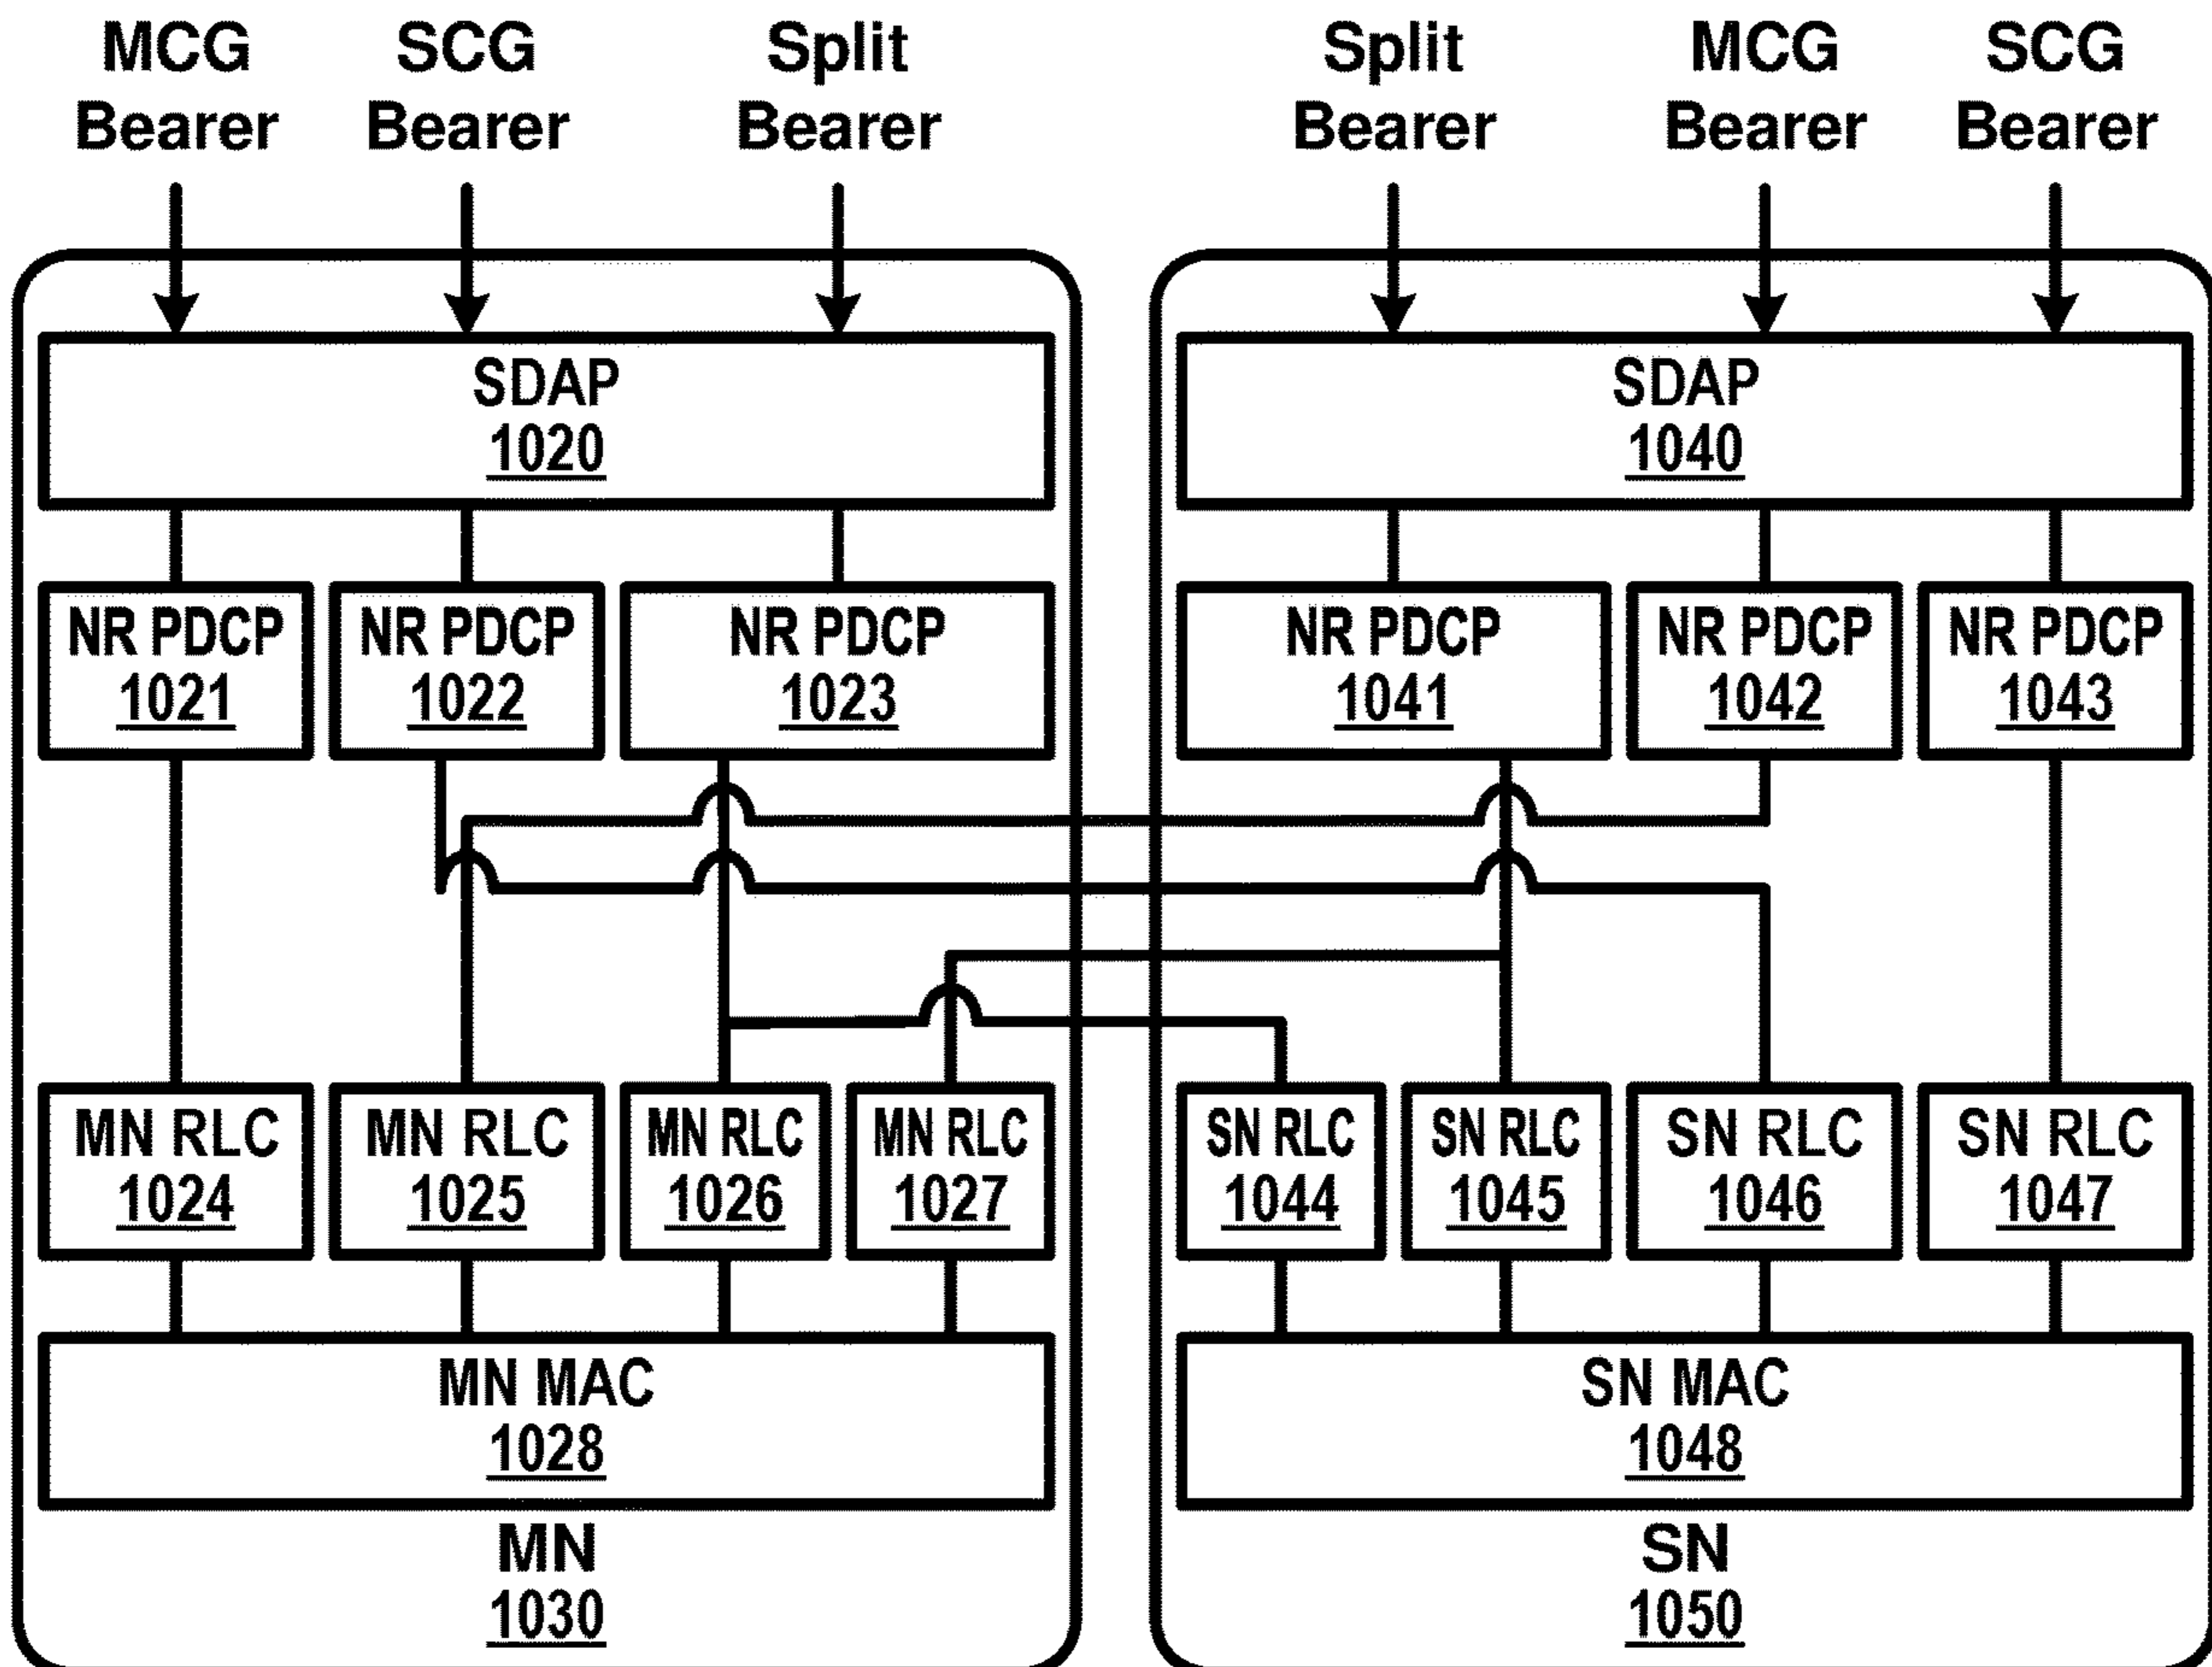 MCG
Bearer
SCG
Bearer
Split
Bearer
Split
Bearer
MCG
Bearer
SCG
Bearer
SDAP
1020
SDAP
1040
NR PDCP
1021
NR PDCP
1022
NR PDCP
1023
NR PDCP
1041
NR PDCP
1042
NR PDCP
1043
MN RLC
1024
MN RLC
1025
MN RLC
1026
MN RLC
1027
SN RLC
1044
SN RLC
1045
SN RLC
1046
SN RLC
1047
MN MAC
1028
SN MAC
1048
MN
1030
SN
1050